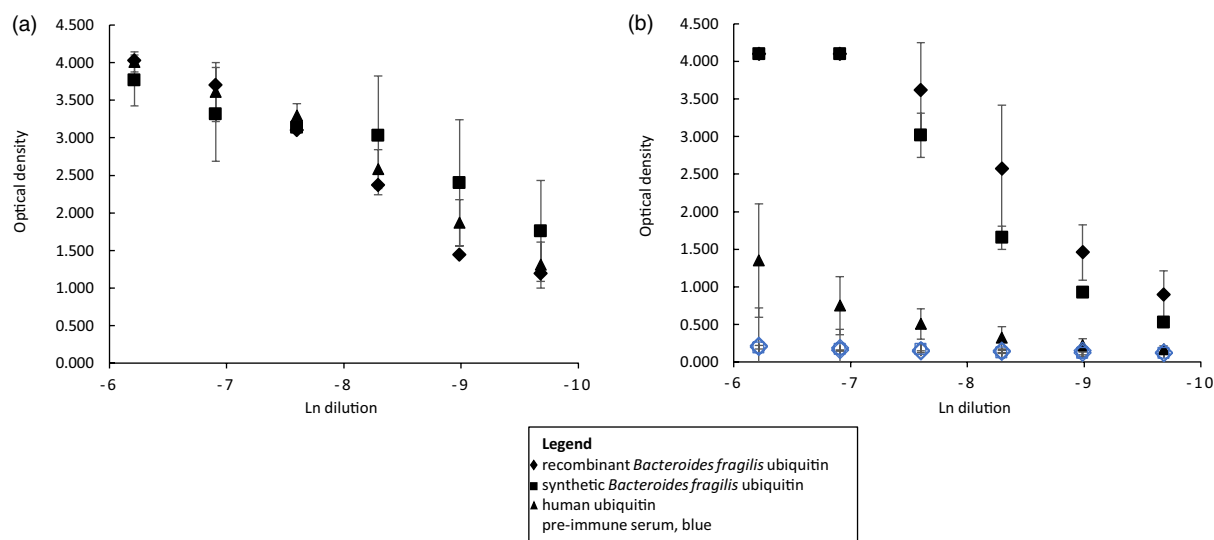 (a)
4.500
4.000
3.500
3.000
2.500
2.000
1.500
1.000
0.500
0.000
Optical density
-6 -7 -8 -9 -10
Ln dilution
(b)
4.500
4.000
3.500
3.000
2.500
2.000
1.500
1.000
0.500
0.000
Optical density
-6 -7 -8 -9 -10
Ln dilution
Legend
recombinant Bacteroides fragilis ubiquitin
synthetic Bacteroides fragilis ubiquitin
human ubiquitin
pre-immune serum, blue